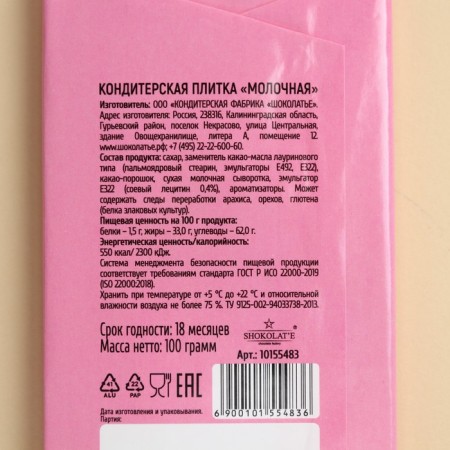 КОНДИТЕРСКАЯ ПЛИТКА «МОЛОЧНАЯ»
Изготовитель: ООО «КОНДИТЕРСКАЯ ФАБРИКА «ШОКОЛАТЬЕ».
Адрес изготовителя: Россия, 238316, Калининградская область,
Гурьевский район, поселок Некрасово, улица Центральная,
здание Овощехранилище, литера А, помещение 12.
www.шоколатье.рф; +7 (495) 22-22-600-60.
Состав продукта: сахар, заменитель какао-масла лауринового
типа (пальмоядровый стеарин, эмульгаторы Е492, Е322),
какао-порошок, сухая молочная сыворотка, эмульгатор
Е322 (соевый лецитин 0,4%), ароматизаторы. Может
содержать следы переработки арахиса, орехов, глютена
(белка злаковых культур).
Пищевая ценность на 100 г продукта:
белки – 1,5 г, жиры – 33,0 г, углеводы – 62,0 г.
Энергетическая ценность/калорийность:
550 ккал/ 2300 кДж.
Система менеджмента безопасности пищевой продукции
соответствует требованиям стандарта ГОСТ Р ИСО 22000-2019
(ISO 22000:2018).
Хранить при температуре от +5 °С до +22 °С и относительной
влажности воздуха не более 75 %. ТУ 9125-002-94073738-2013.
Срок годности: 18 месяцев
Масса нетто: 100 грамм
SHOKOLAT'E
Арт.: 10155483
41
ALU
22
PAP
EAC
6 900101 554836
Дата изготовления и упаковывания.
Партия: